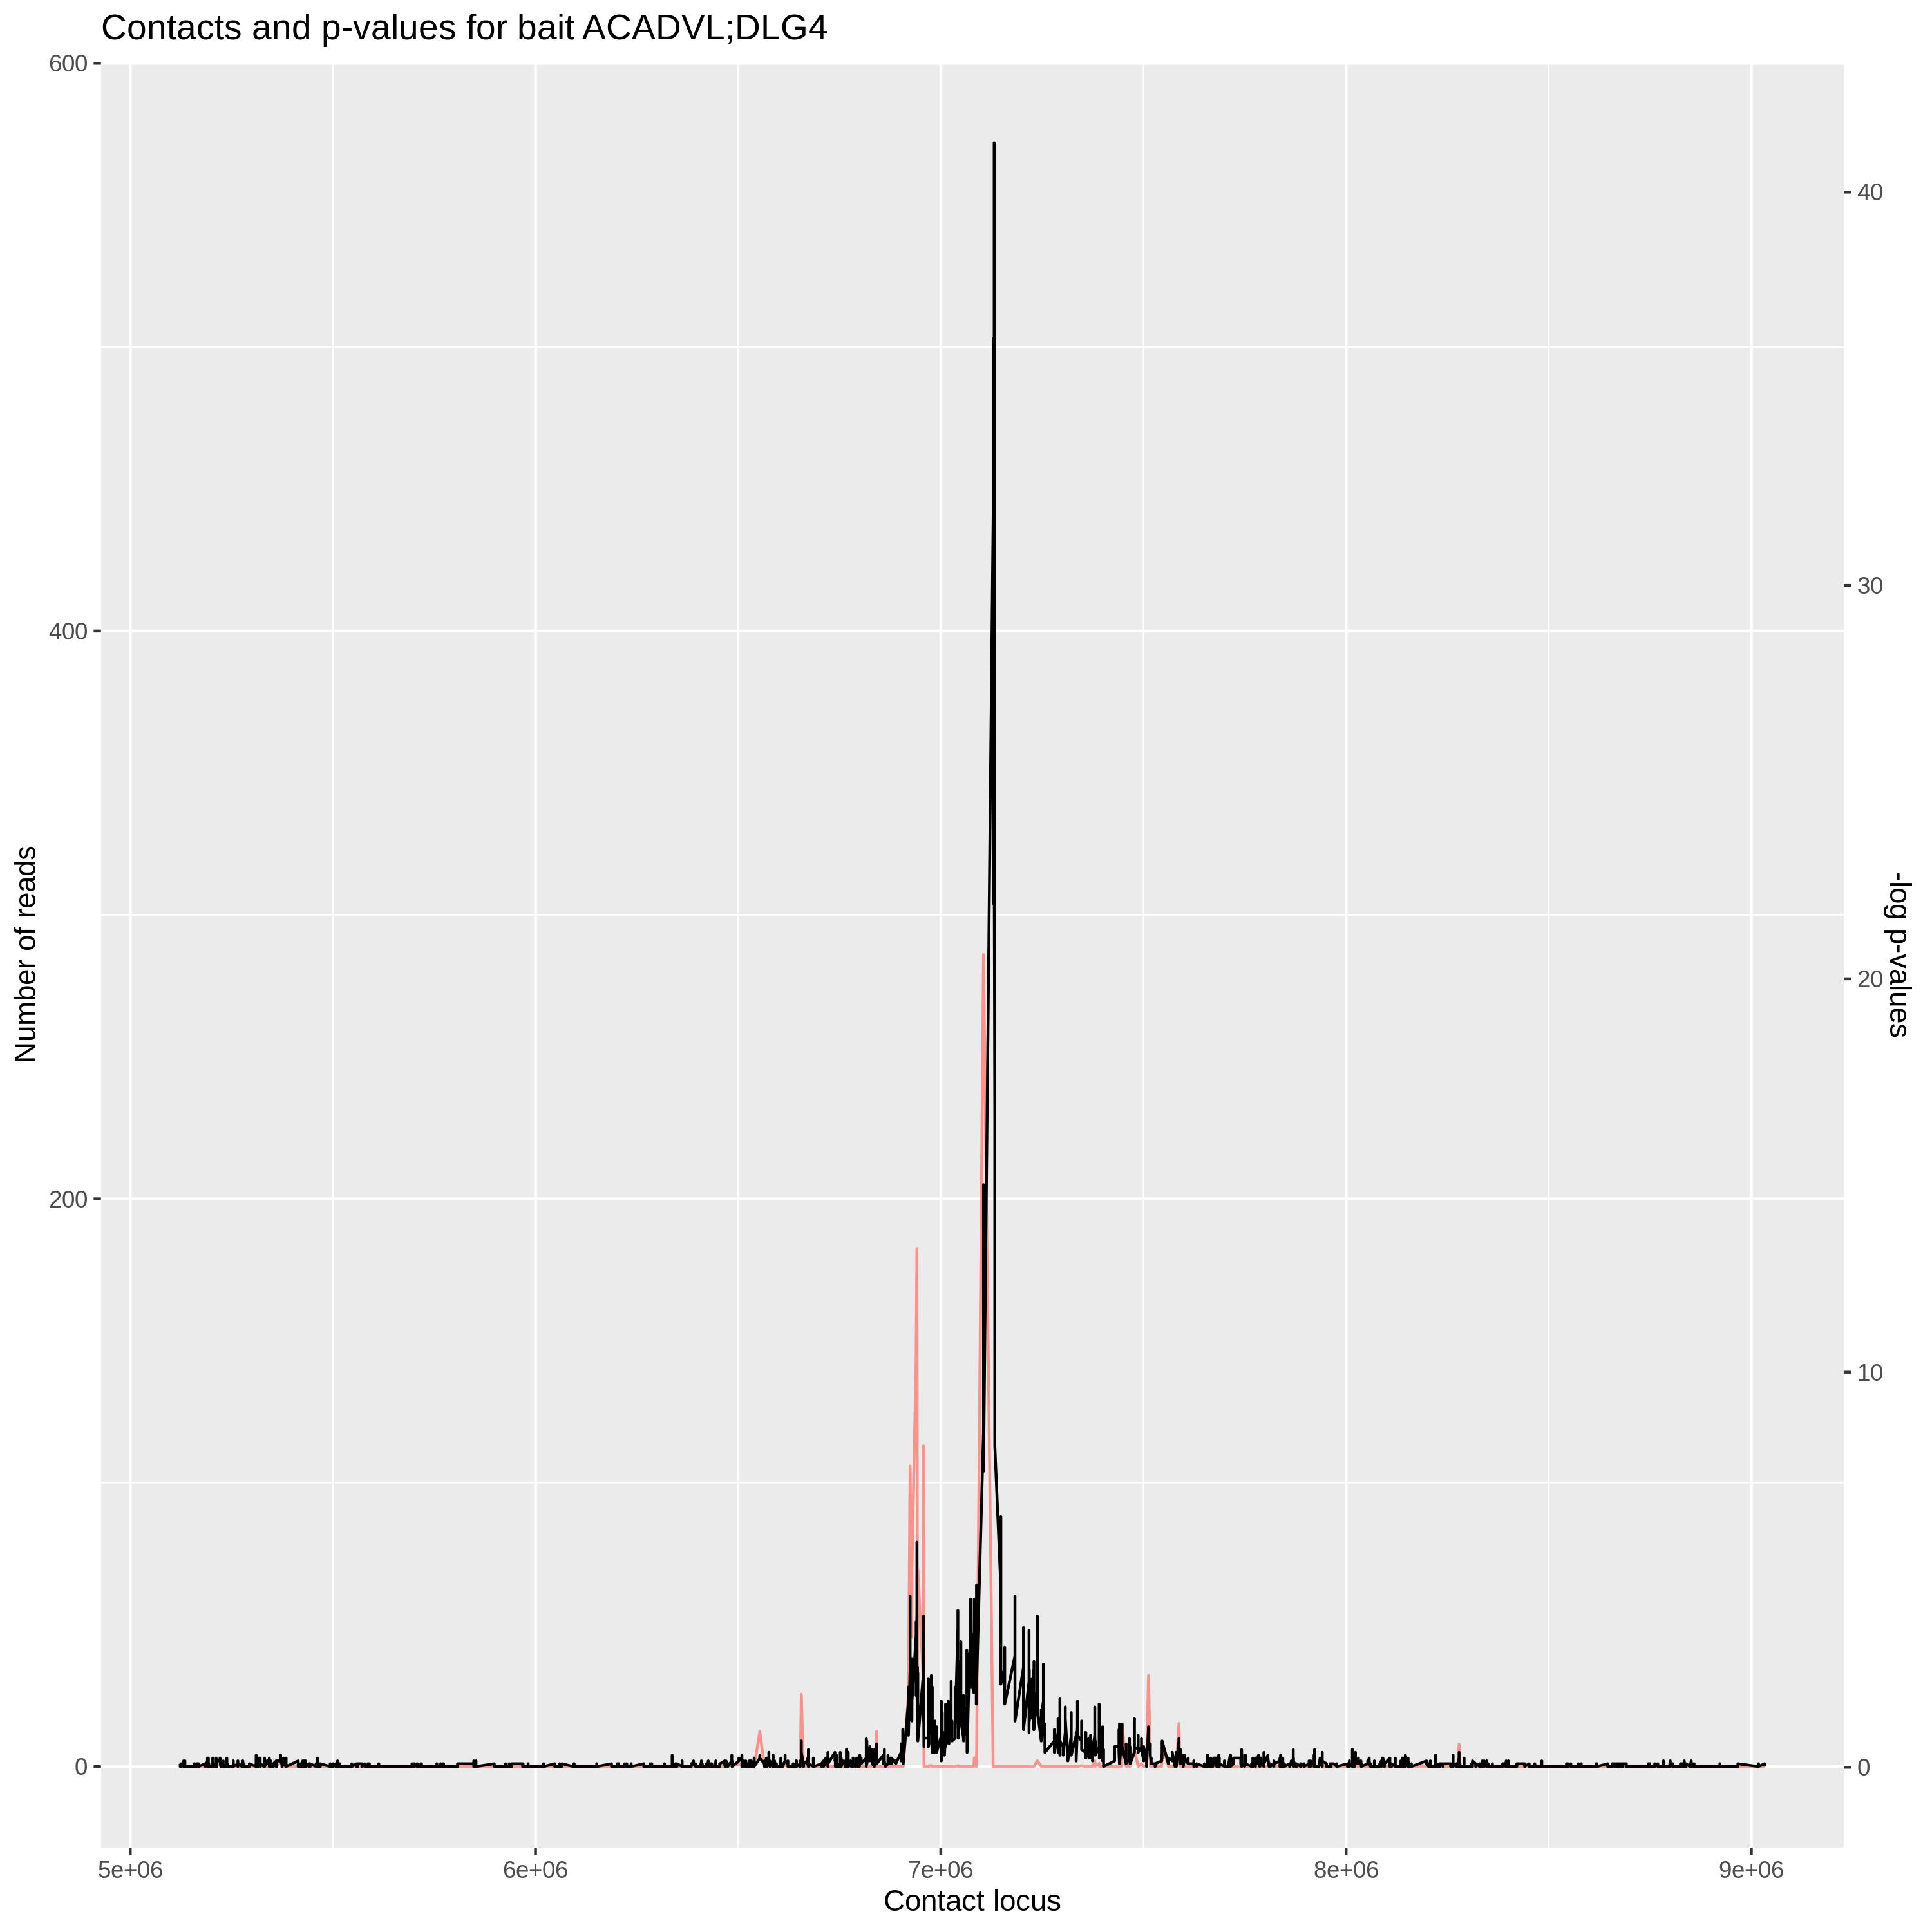 Contacts and p-values for bait ACADVL;DLG4
600
400
200
0
Number of reads
40
30
20
10
0
-log p-values
5e+06
6e+06
7e+06
8e+06
9e+06
Contact locus